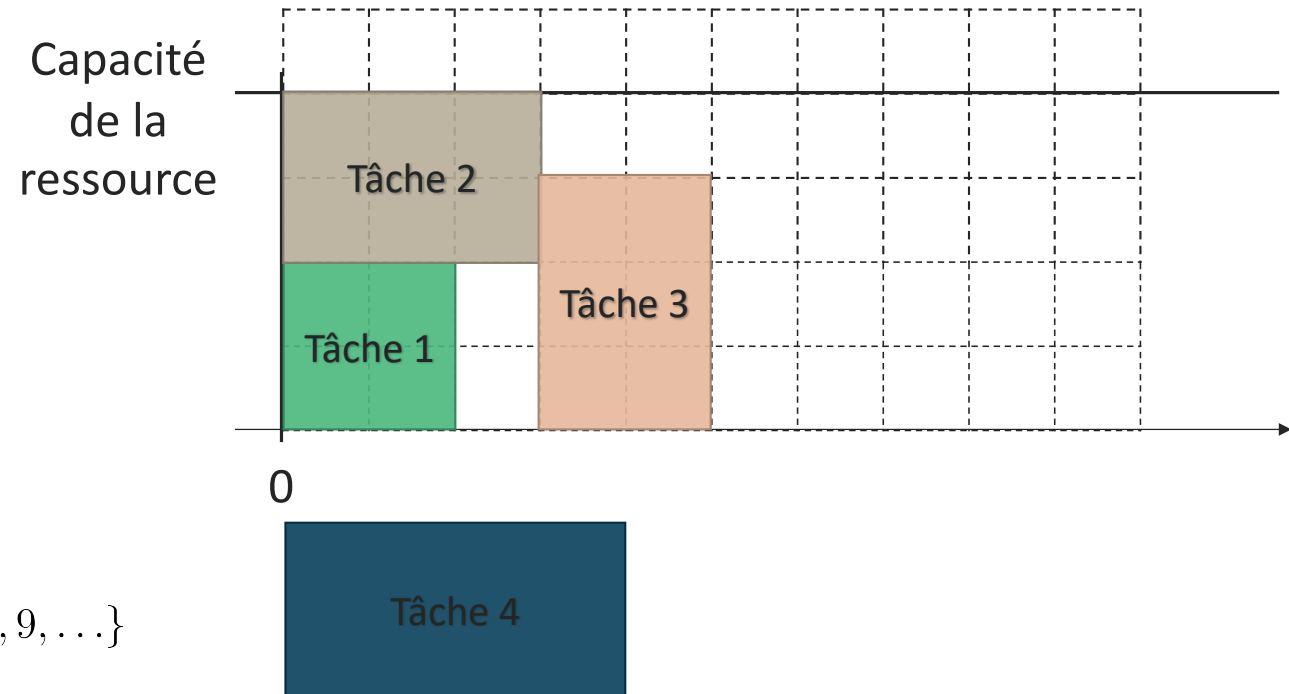 Capacité
de la
ressource
Tâche 2
Tâche 3
Tâche 1
0
Tâche 4
, 9, . . .}